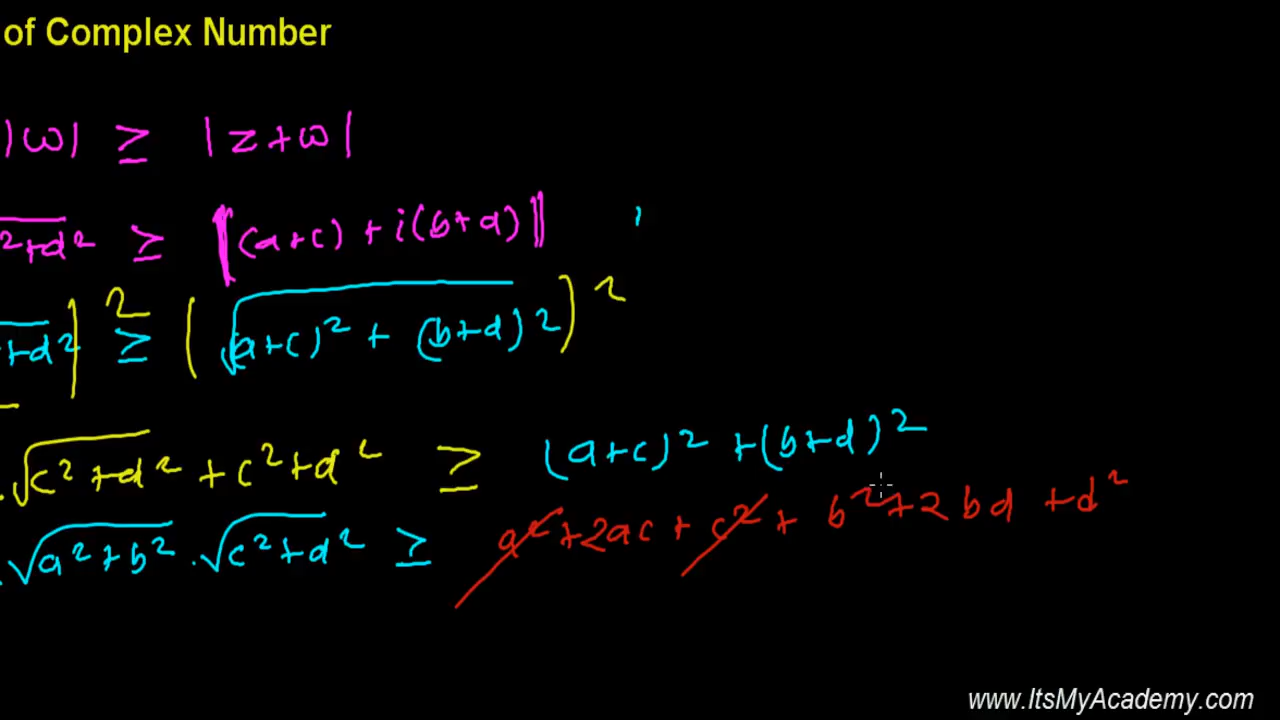 of Complex Number
|ω| ≥ |z+ω|
²+d² ≥ |(a+c) + i(b+d)|
+d²)² ≥ (√(a+c)² + (b+d)²)²
.√c²+d² + c²+d² ≥ (a+c)² +(b+d)²
.√a²+b² .√c²+d² ≥ a²+2ac + c² + b²+2bd +d²
www.ItsMyAcademy.com